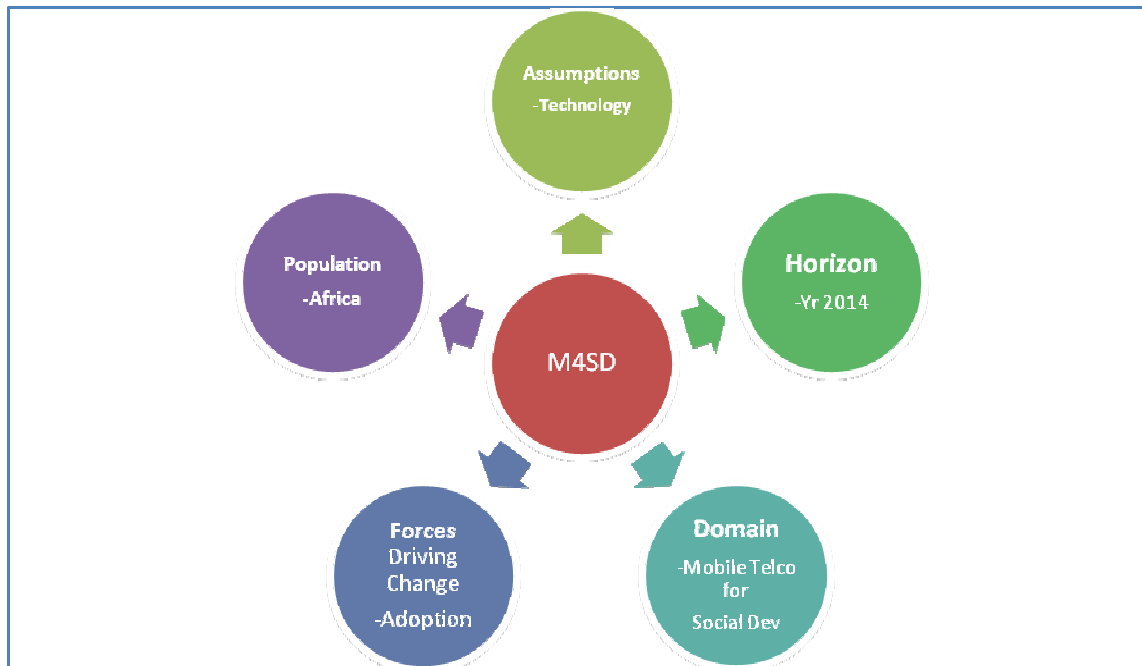 Assumptions
-Technology
Population
-Africa
Horizon
-Yr 2014
M4SD
Forces
Driving
Change
-Adoption
Domain
-Mobile Telco
for
Social Dev